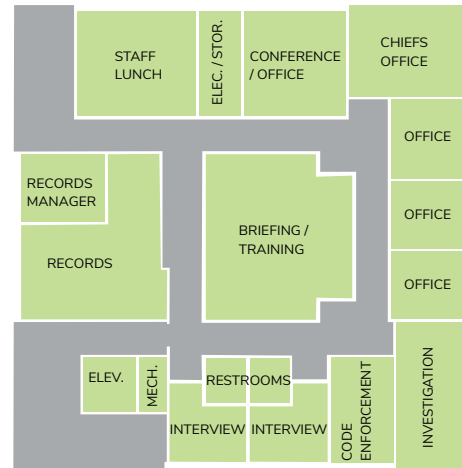 STAFF
LUNCH
ELEC. / STOR.
CONFERENCE
/ OFFICE
CHIEFS
OFFICE
OFFICE
RECORDS
MANAGER
OFFICE
BRIEFING /
TRAINING
RECORDS
OFFICE
ELEV.
MECH.
RESTROOMS
CODE
ENFORCEMENT
INVESTIGATION
INTERVIEW
INTERVIEW